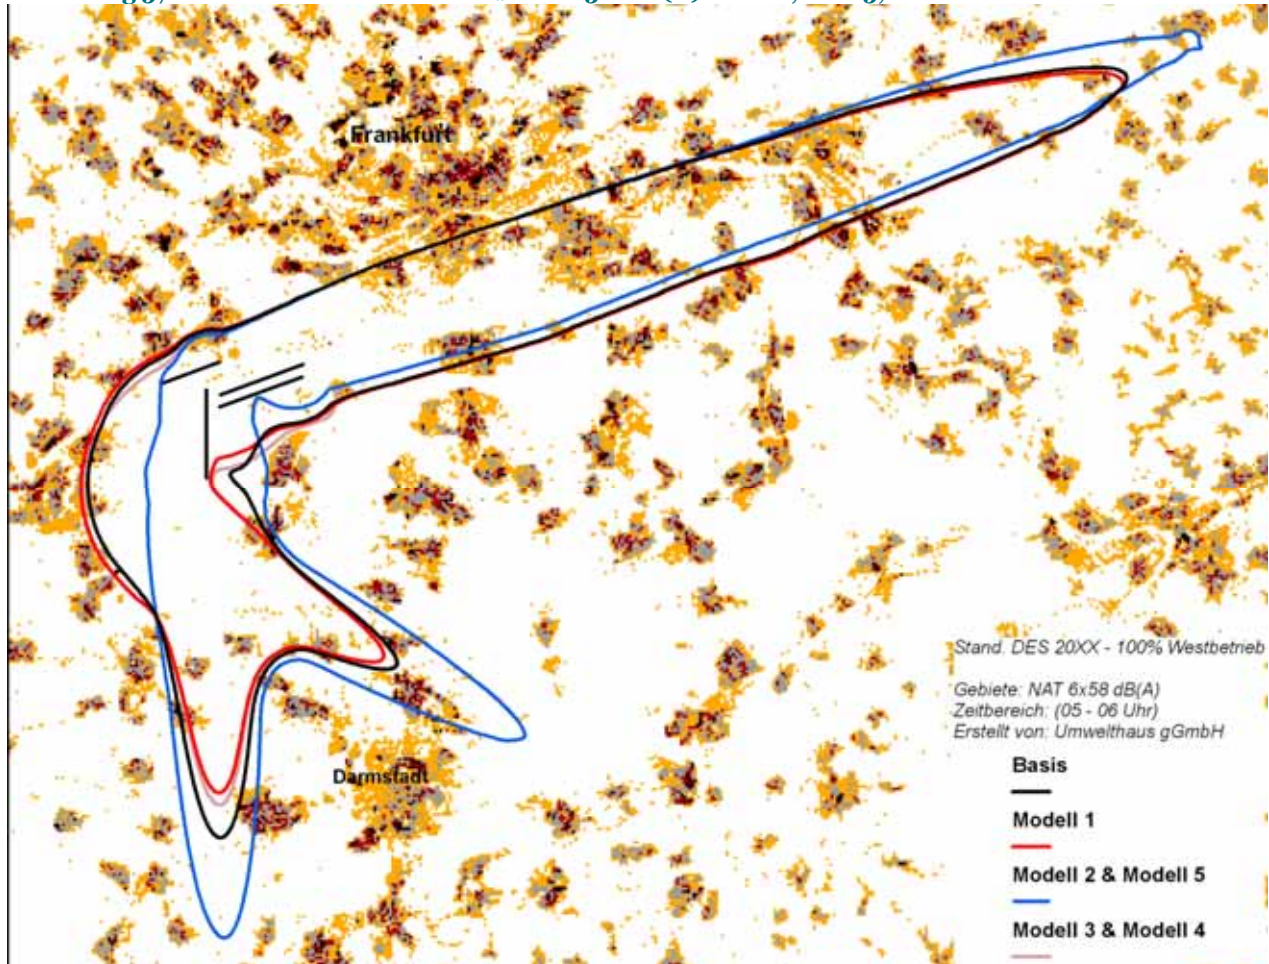 Frankfurt
Darmstadt
Stand. DES 20XX - 100% Westbetrieb
Gebiete: NAT 6x58 dB(A)
Zeitbereich: (05 - 06 Uhr)
Erstellt von: Umwelthaus gGmbH
Basis
Modell 1
Modell 2 & Modell 5
Modell 3 & Modell 4